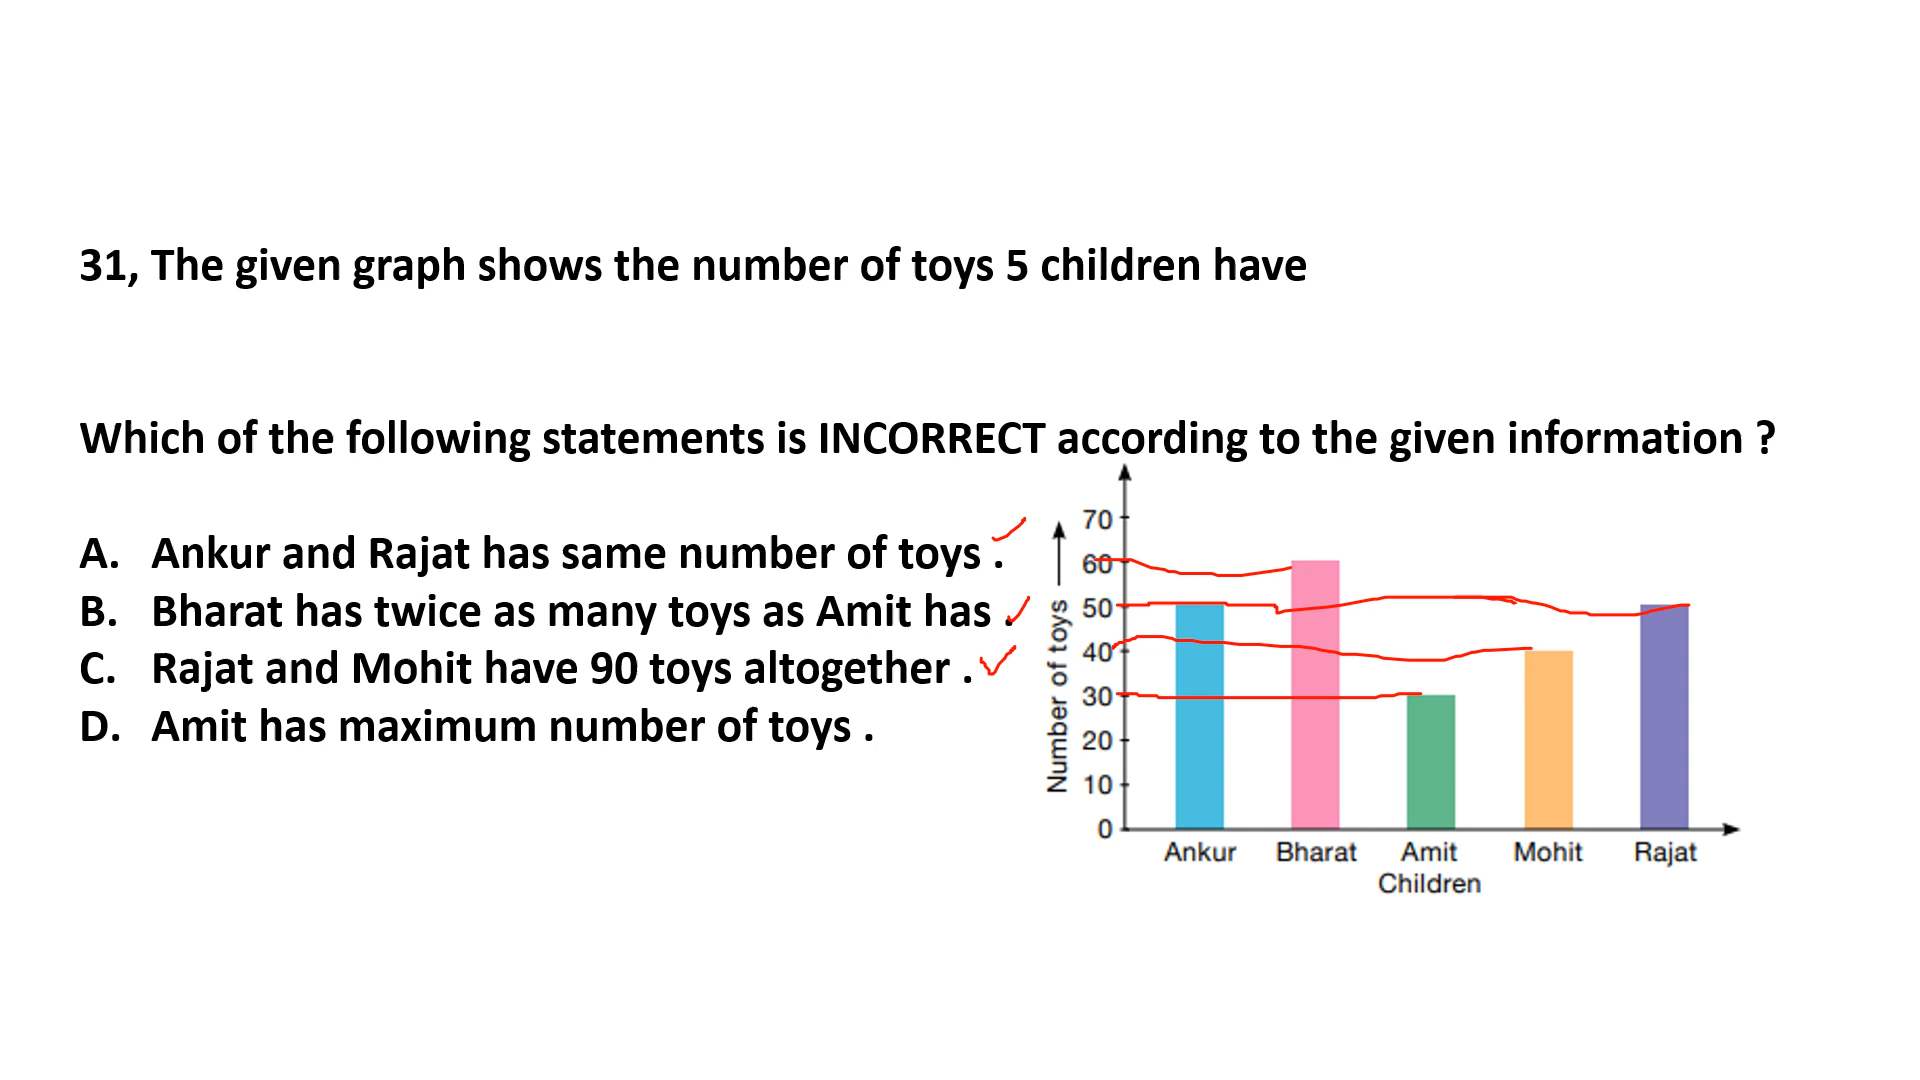 31, The given graph shows the number of toys 5 children have
Which of the following statements is INCORRECT according to the given information ?
A. Ankur and Rajat has same number of toys .
B. Bharat has twice as many toys as Amit has .
C. Rajat and Mohit have 90 toys altogether .
D. Amit has maximum number of toys .
Number of toys
70
60
50
40
30
20
10
0
Ankur Bharat Amit Mohit Rajat
Children